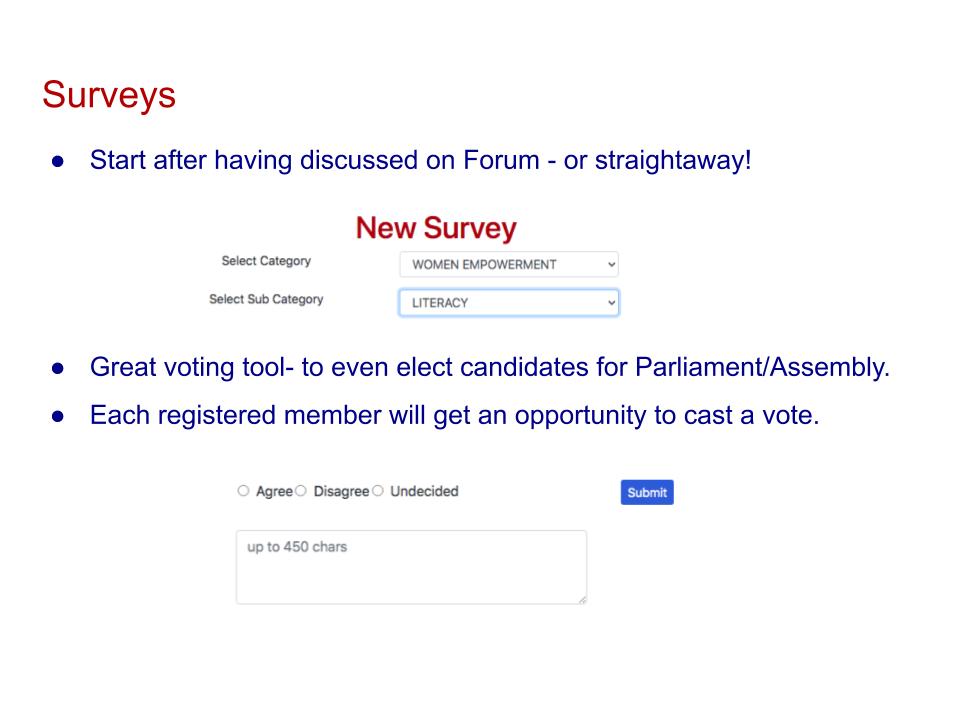 Surveys
● Start after having discussed on Forum - or straightaway!
New Survey
Select Category WOMEN EMPOWERMENT
Select Sub Category LITERACY
● Great voting tool- to even elect candidates for Parliament/Assembly.
● Each registered member will get an opportunity to cast a vote.
Agree Disagree Undecided Submit
up to 450 chars